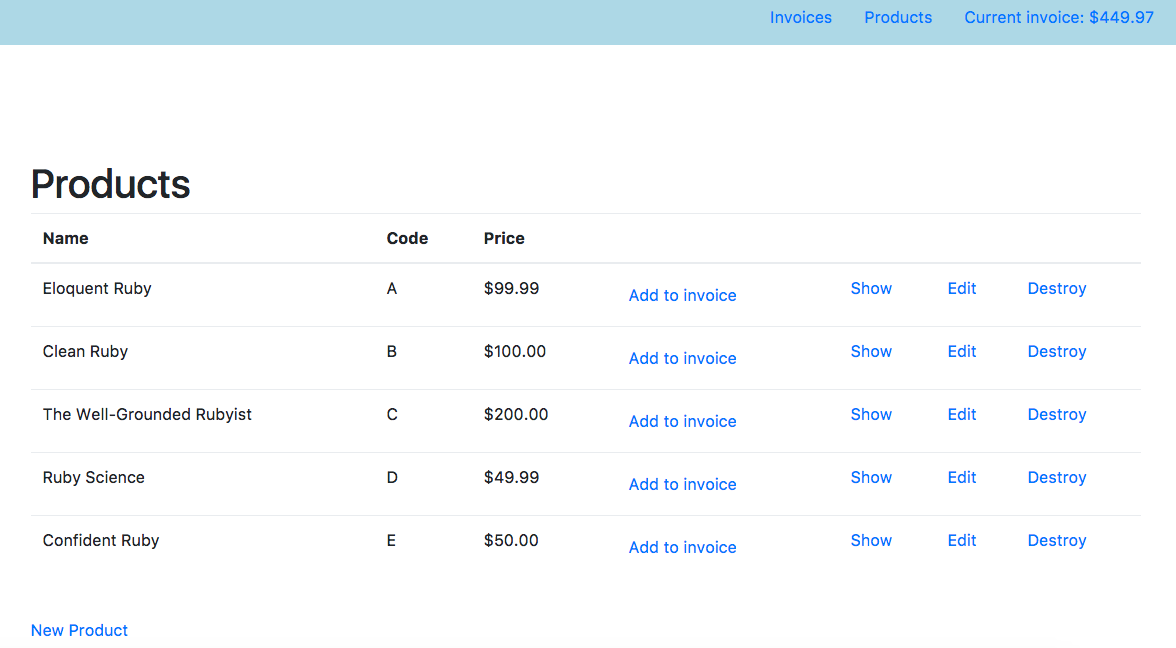 Invoices Products Current invoice: $449.97
Products
Name Code Price
Eloquent Ruby A $99.99 Add to invoice Show Edit Destroy
Clean Ruby B $100.00 Add to invoice Show Edit Destroy
The Well-Grounded Rubyist C $200.00 Add to invoice Show Edit Destroy
Ruby Science D $49.99 Add to invoice Show Edit Destroy
Confident Ruby E $50.00 Add to invoice Show Edit Destroy
New Product